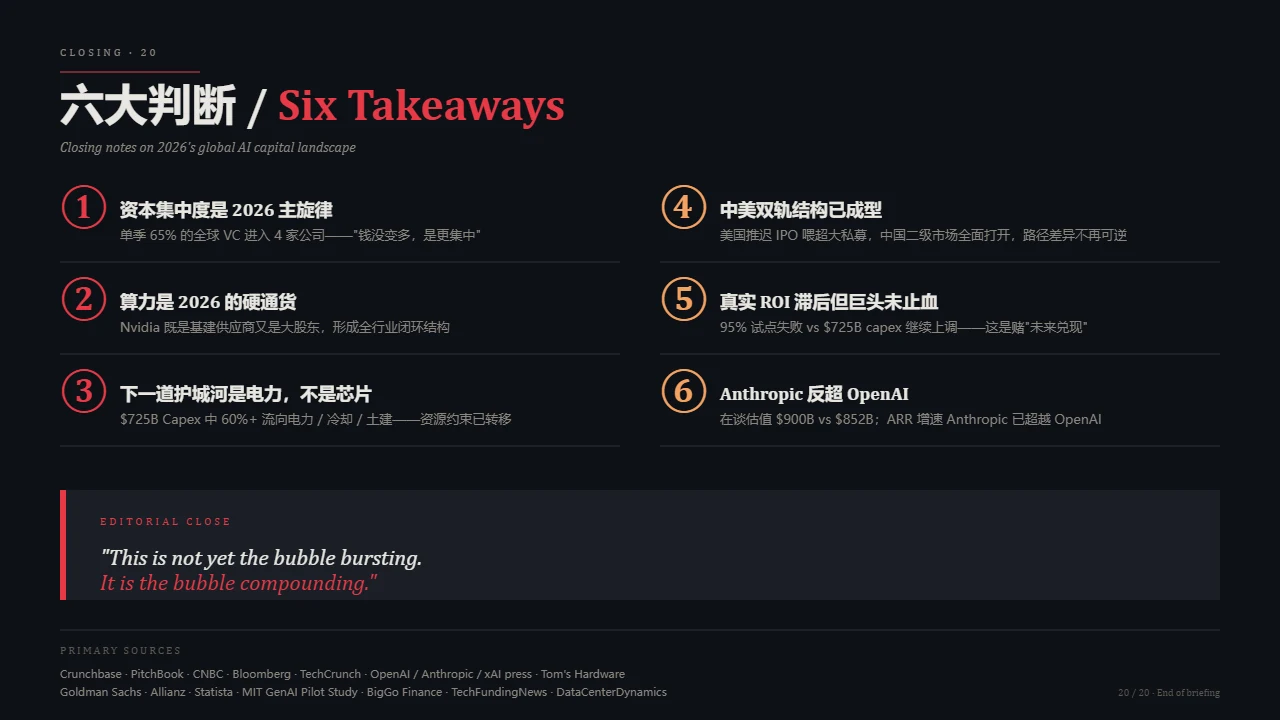 CLOSING · 20
六大判断 / Six Takeaways
Closing notes on 2026's global AI capital landscape
1
资本集中度是 2026 主旋律
单季 65% 的全球 VC 进入 4 家公司——"钱没变多，是更集中"
2
算力是 2026 的硬通货
Nvidia 既是基建供应商又是大股东，形成全行业闭环结构
3
下一道护城河是电力，不是芯片
$725B Capex 中 60%+ 流向电力 / 冷却 / 土建——资源约束已转移
4
中美双轨结构已成型
美国推迟 IPO 喂超大私募，中国二级市场全面打开，路径差异不再可逆
5
真实 ROI 滞后但巨头未止血
95% 试点失败 vs $725B capex 继续上调——这是赌"未来兑现"
6
Anthropic 反超 OpenAI
在谈估值 $900B vs $852B；ARR 增速 Anthropic 已超越 OpenAI
EDITORIAL CLOSE
"This is not yet the bubble bursting.
It is the bubble compounding."
PRIMARY SOURCES
Crunchbase · PitchBook · CNBC · Bloomberg · TechCrunch · OpenAI / Anthropic / xAI press · Tom's Hardware
Goldman Sachs · Allianz · Statista · MIT GenAI Pilot Study · BigGo Finance · TechFundingNews · DataCenterDynamics
20 / 20 · End of briefing